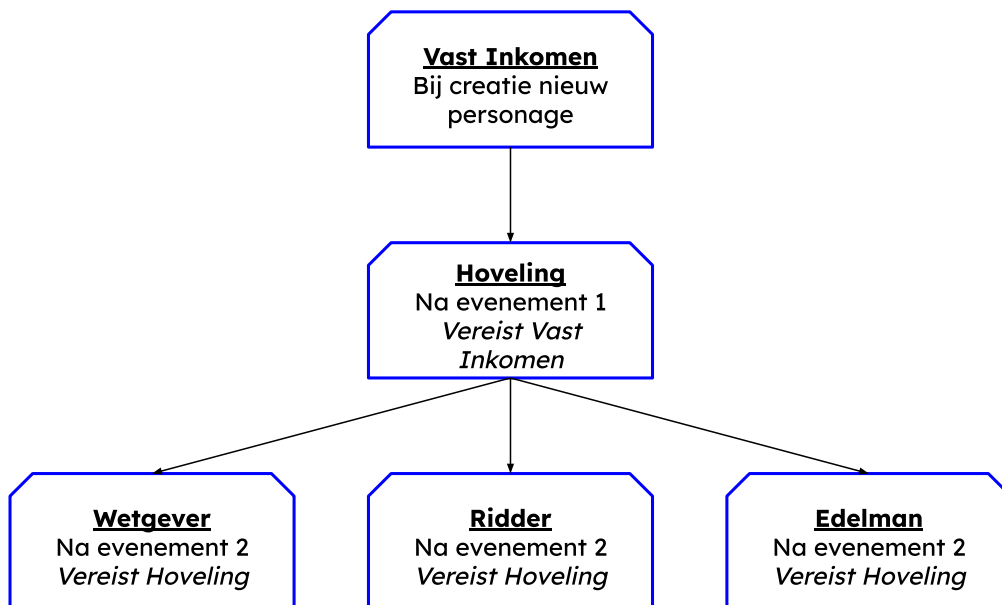 Vast Inkomen
Bij creatie nieuw
personage
Hoveling
Na evenement 1
Vereist Vast
Inkomen
Wetgever
Na evenement 2
Vereist Hoveling
Ridder
Na evenement 2
Vereist Hoveling
Edelman
Na evenement 2
Vereist Hoveling